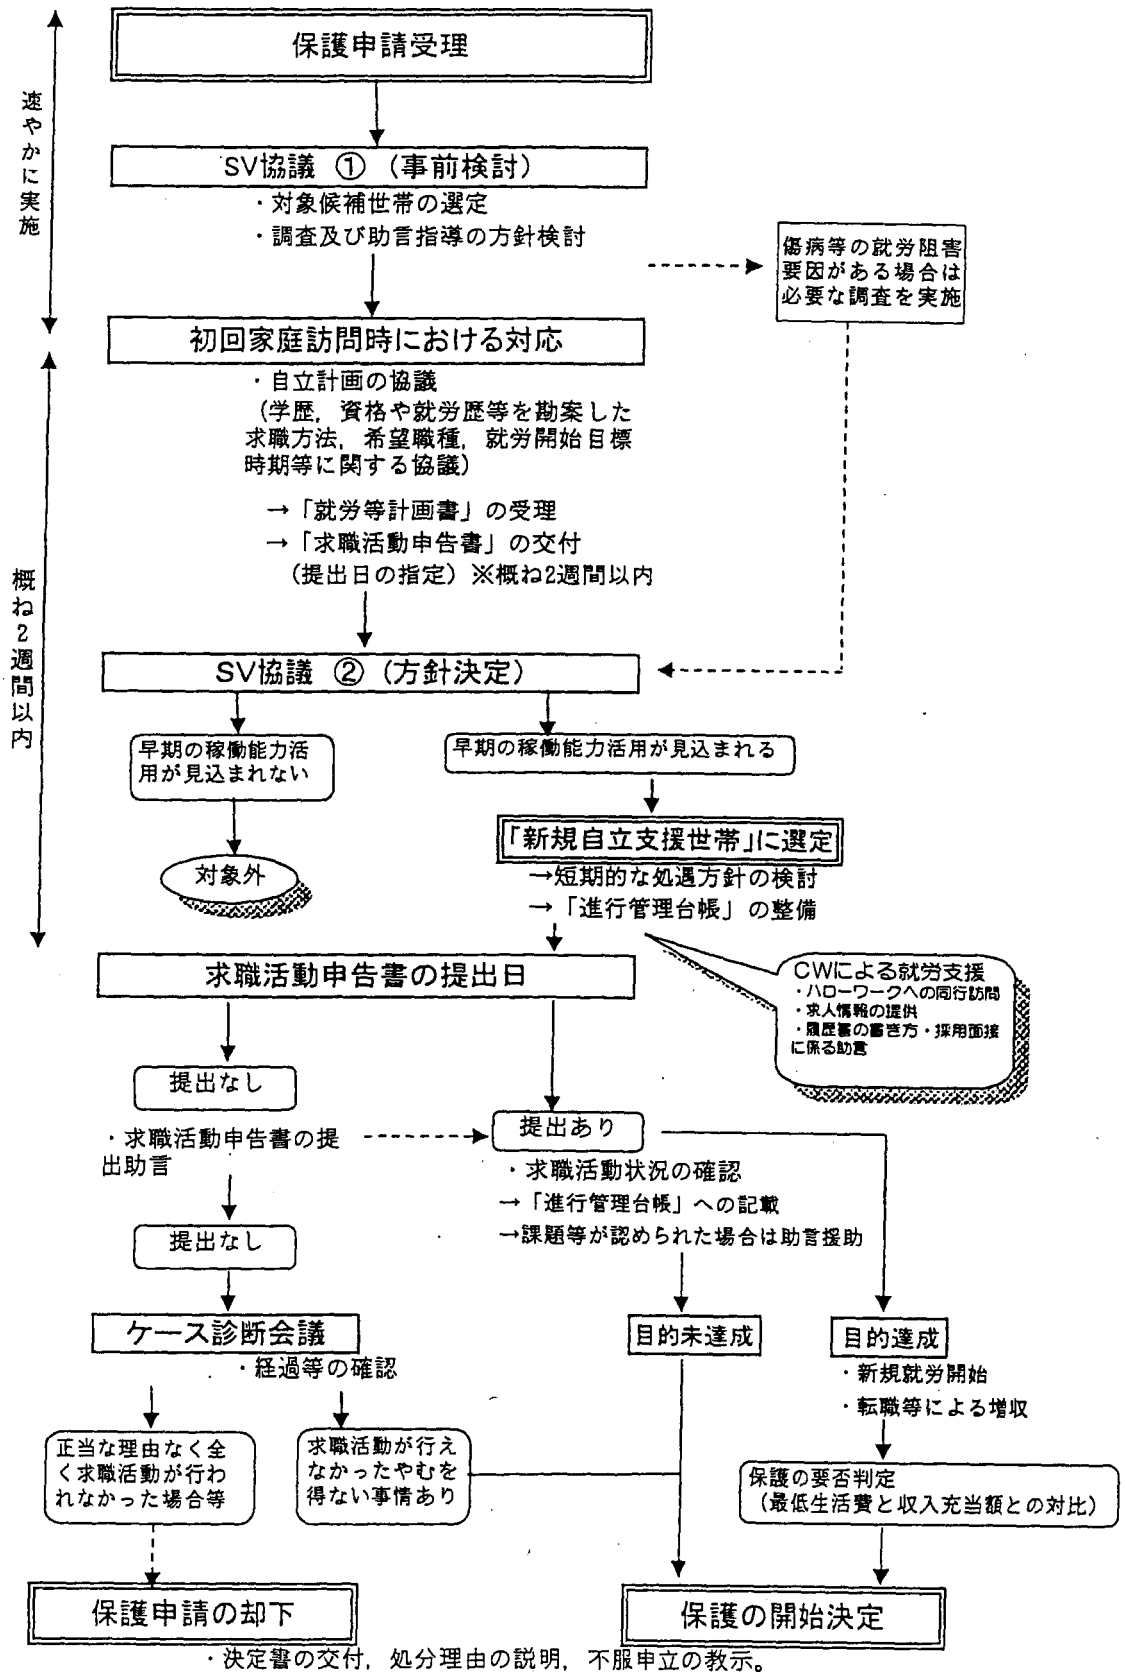 保護申請受理
速やかに実施
SV協議 ① (事前検討)
・対象候補世帯の選定
・調査及び助言指導の方針検討
傷病等の就労阻害
要因がある場合は
必要な調査を実施
初回家庭訪問時における対応
・自立計画の協議
(学歴,資格や就労歴等を勘案した
求職方法,希望職種,就労開始目標
時期等に関する協議)
→「就労等計画書」の受理
→「求職活動申告書」の交付
(提出日の指定)※概ね2週間以内
概ね2週間以内
SV協議 ② (方針決定)
早期の稼働能力活
用が見込まれない
早期の稼働能力活用が見込まれる
対象外
「新規自立支援世帯」に選定
→短期的な処遇方針の検討
→「進行管理台帳」の整備
求職活動申告書の提出日
CWによる就労支援
・ハローワークへの同行訪問
・求人情報の提供
・履歴書の書き方・採用面接
に係る助言
提出なし
・求職活動申告書の提
出助言
提出あり
・求職活動状況の確認
→「進行管理台帳」への記載
→課題等が認められた場合は助言援助
提出なし
ケース診断会議
・経過等の確認
目的未達成
目的達成
・新規就労開始
・転職等による増収
正当な理由なく全
く求職活動が行わ
れなかった場合等
求職活動が行え
なかったやむを
得ない事情あり
保護の要否判定
(最低生活費と収入充当額との対比)
保護申請の却下
保護の開始決定
・決定書の交付,処分理由の説明,不服申立の教示。